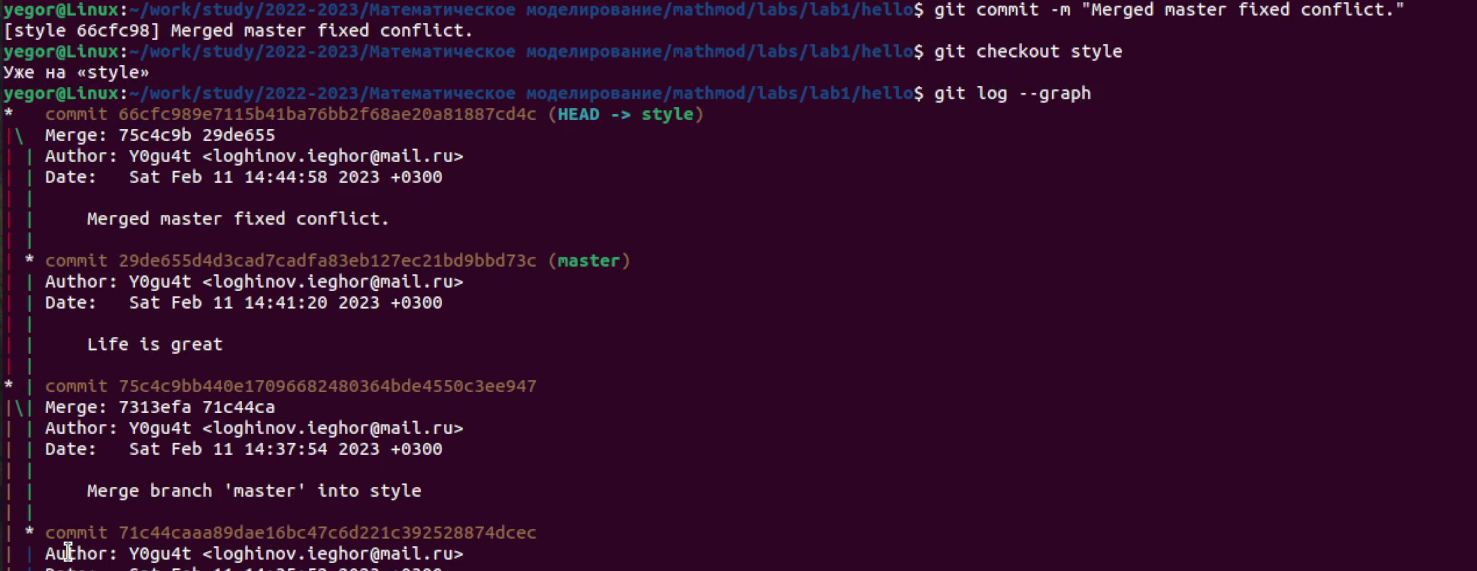 yegor@Linux:~/work/study/2022-2023/Математическое моделирование/mathmod/labs/lab1/hello$ git commit -m "Merged master fixed conflict."
[style 66cfc98] Merged master fixed conflict.
yegor@Linux:~/work/study/2022-2023/Математическое моделирование/mathmod/labs/lab1/hello$ git checkout style
Уже на «style»
yegor@Linux:~/work/study/2022-2023/Математическое моделирование/mathmod/labs/lab1/hello$ git log --graph
*   commit 66cfc989e7115b41ba76bb2f68ae20a81887cd4c (HEAD -> style)
|\  Merge: 75c4c9b 29de655
| | Author: Y0gu4t <loghinov.ieghor@mail.ru>
| | Date:   Sat Feb 11 14:44:58 2023 +0300
| |
| |     Merged master fixed conflict.
| |
| * commit 29de655d4d3cad7cadfa83eb127ec21bd9bbd73c (master)
| | Author: Y0gu4t <loghinov.ieghor@mail.ru>
| | Date:   Sat Feb 11 14:41:20 2023 +0300
| |
| |     Life is great
| |
* | commit 75c4c9bb440e17096682480364bde4550c3ee947
|\| Merge: 7313efa 71c44ca
| | Author: Y0gu4t <loghinov.ieghor@mail.ru>
| | Date:   Sat Feb 11 14:37:54 2023 +0300
| |
| |     Merge branch 'master' into style
| |
| * commit 71c44caaa89dae16bc47c6d221c392528874dcec
| | Author: Y0gu4t <loghinov.ieghor@mail.ru>